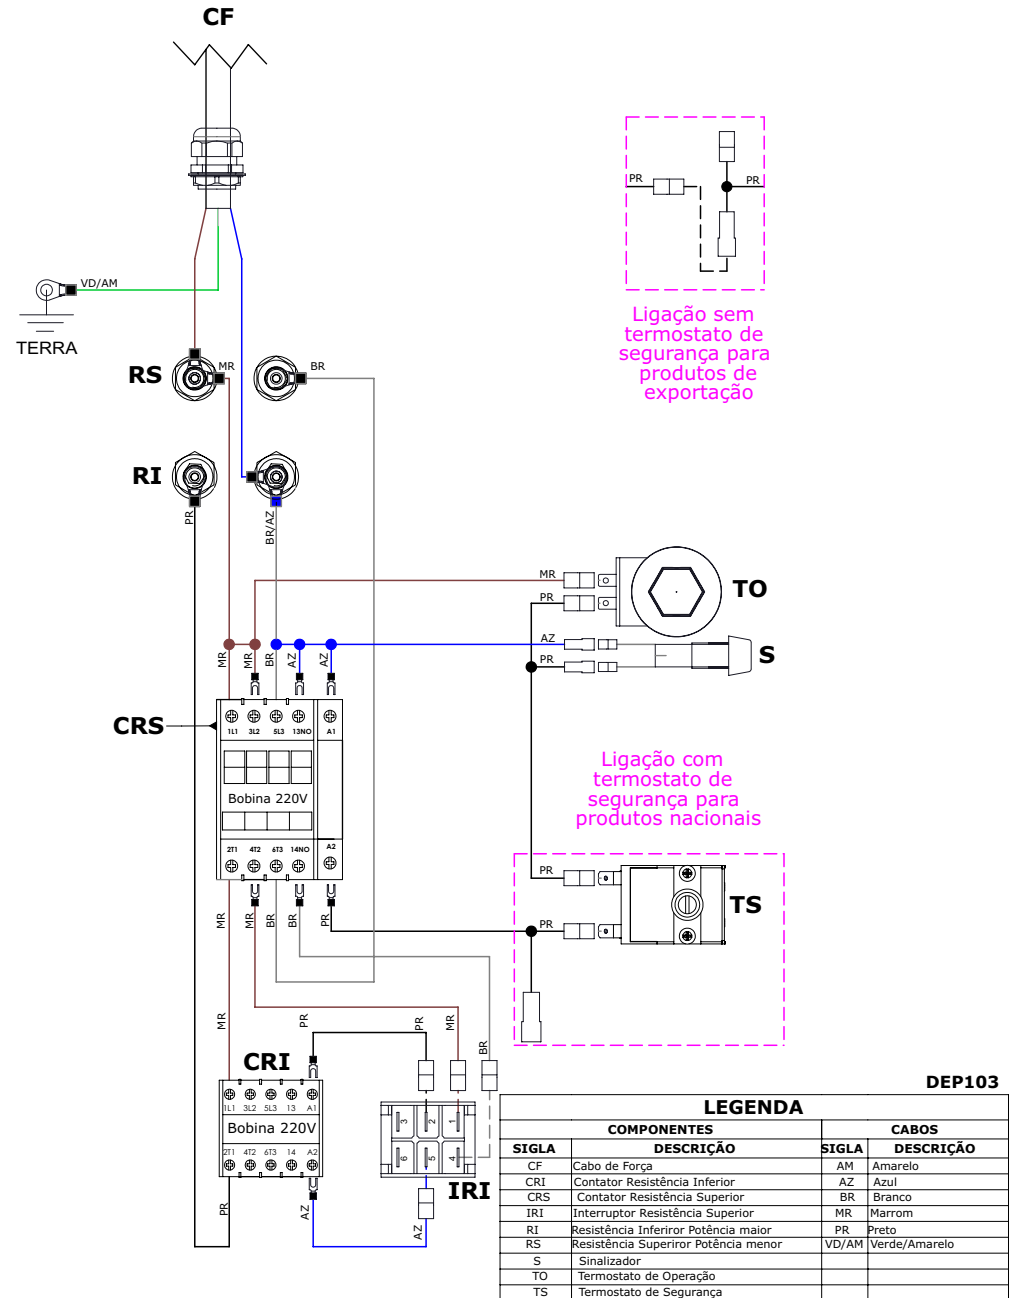 CF
PR
PR
VD/AM
TERRA
Ligação sem
termostato de
segurança para
produtos de
exportação
RS
MR
BR
RI
PR
BR/AZ
MR
PR
TO
AZ
PR
S
MR
MR
BR
AZ
AZ
CRS
1L1 3L2 5L3 13NO A1
Bobina 220V
2T1 4T2 6T3 14NO A2
Ligação com
termostato de
segurança para
produtos nacionais
PR
TS
PR
MR
MR
BR
BR
PR
MR
PR
PR
MR
BR
CRI
1L1 3L2 5L3 13 A1
Bobina 220V
2T1 4T2 6T3 14 A2
3 2 1
6 5 4
IRI
PR
AZ
AZ
DEP103
LEGENDA
COMPONENTES CABOS
SIGLA DESCRIÇÃO SIGLA DESCRIÇÃO
CF Cabo de Força AM Amarelo
CRI Contator Resistência Inferior AZ Azul
CRS Contator Resistência Superior BR Branco
IRI Interruptor Resistência Superior MR Marrom
RI Resistência Inferiror Potência maior PR Preto
RS Resistência Superiror Potência menor VD/AM Verde/Amarelo
S Sinalizador
TO Termostato de Operação
TS Termostato de Segurança